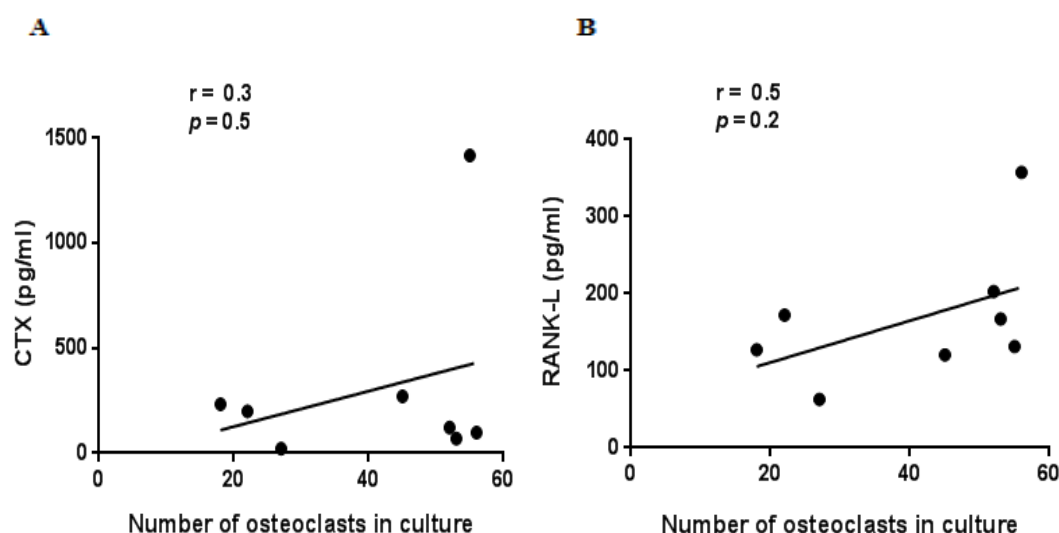 A
r = 0.3
p = 0.5
1500
1000
500
0
0 20 40 60
CTX (pg/ml)
Number of osteoclasts in culture
B
r = 0.5
p = 0.2
400
300
200
100
0
0 20 40 60
RANK-L (pg/ml)
Number of osteoclasts in culture